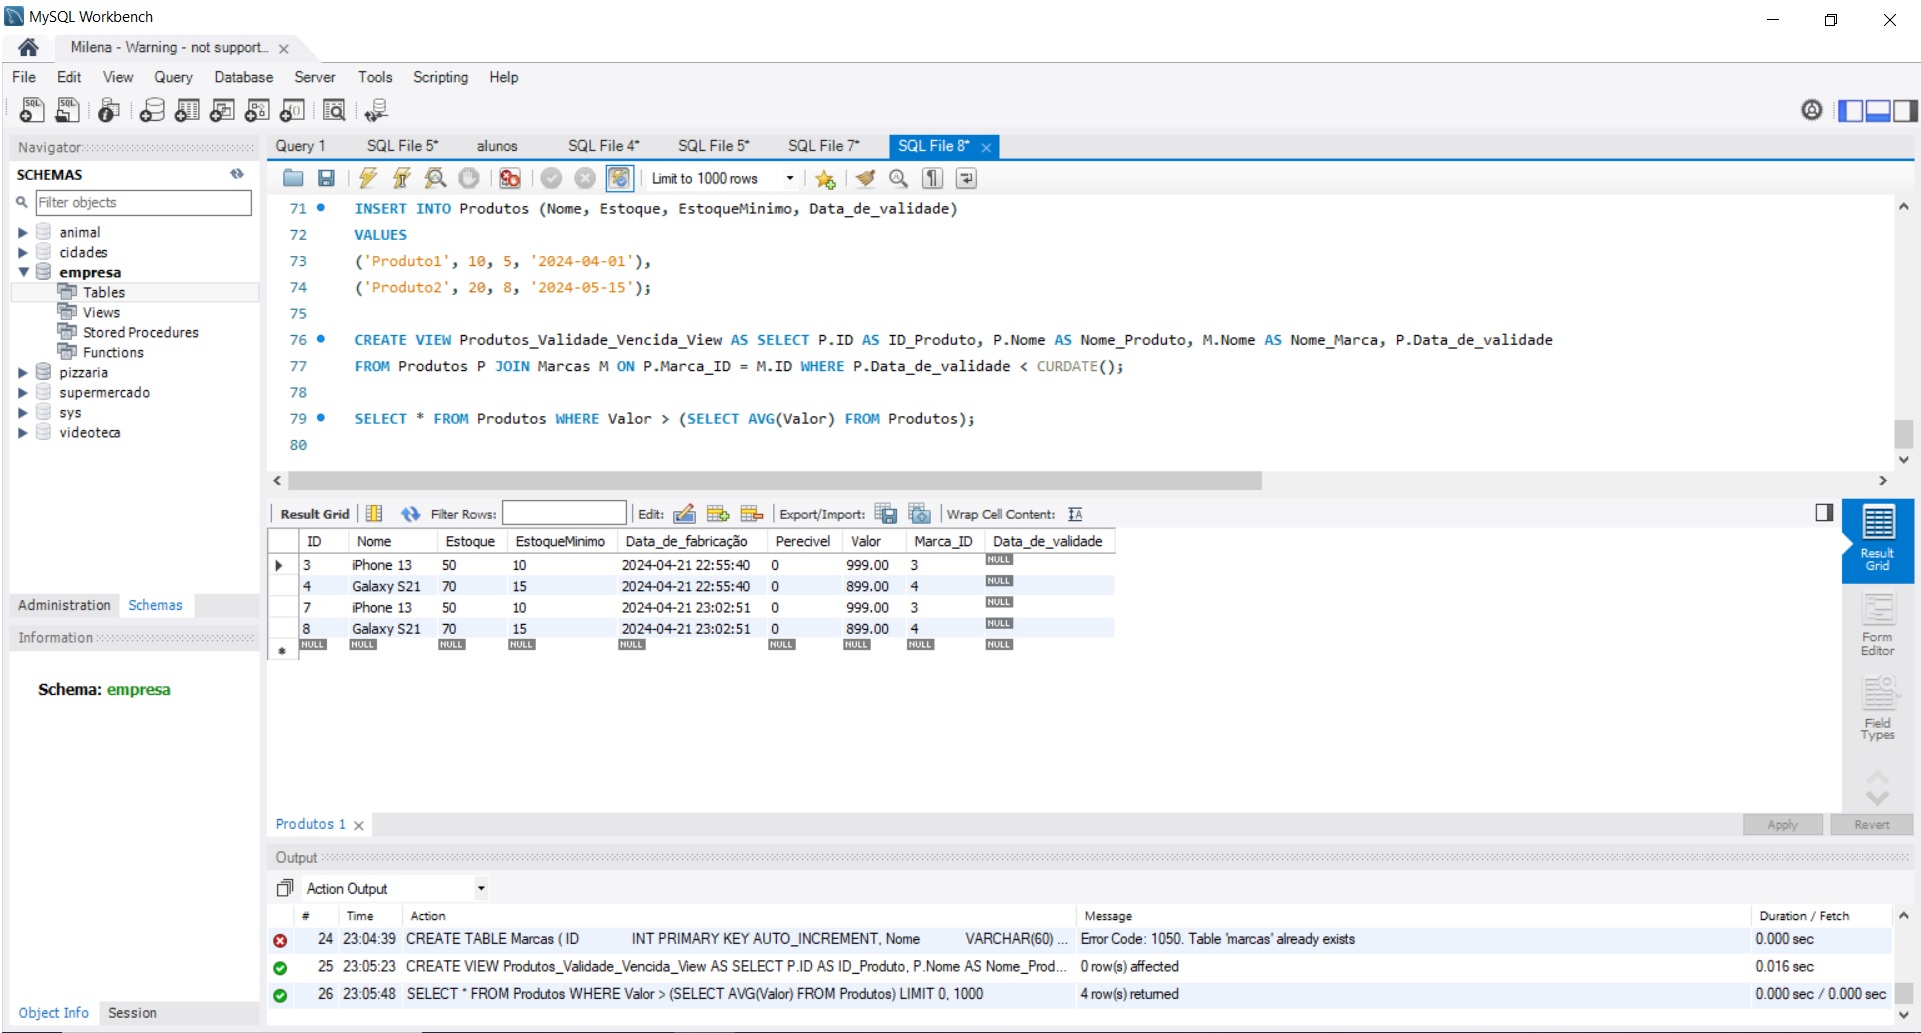 MySQL Workbench
Milena - Warning - not support...
File Edit View Query Database Server Tools Scripting Help
Navigator
SCHEMAS
Filter objects
animal
cidades
empresa
Tables
Views
Stored Procedures
Functions
pizzaria
supermercado
sys
videoteca
Administration Schemas
Information
Schema: empresa
Object Info Session
Query 1 SQL File 5* alunos SQL File 4* SQL File 5* SQL File 7* SQL File 8*
Limit to 1000 rows
71 INSERT INTO Produtos (Nome, Estoque, EstoqueMinimo, Data_de_validade)
72 VALUES
73 ('Produto1', 10, 5, '2024-04-01'),
74 ('Produto2', 20, 8, '2024-05-15');
75
76 CREATE VIEW Produtos_Validade_Vencida_View AS SELECT P.ID AS ID_Produto, P.Nome AS Nome_Produto, M.Nome AS Nome_Marca, P.Data_de_validade
77 FROM Produtos P JOIN Marcas M ON P.Marca_ID = M.ID WHERE P.Data_de_validade < CURDATE();
78
79 SELECT * FROM Produtos WHERE Valor > (SELECT AVG(Valor) FROM Produtos);
80
Result Grid Filter Rows: Edit: Export/Import: Wrap Cell Content:
ID Nome Estoque EstoqueMinimo Data_de_fabricação Perecivel Valor Marca_ID Data_de_validade
3 iPhone 13 50 10 2024-04-21 22:55:40 0 999.00 3 NULL
4 Galaxy S21 70 15 2024-04-21 22:55:40 0 899.00 4 NULL
7 iPhone 13 50 10 2024-04-21 23:02:51 0 999.00 3 NULL
8 Galaxy S21 70 15 2024-04-21 23:02:51 0 899.00 4 NULL
NULL NULL NULL NULL NULL NULL NULL NULL NULL
Result
Grid
Form
Editor
Field
Types
Produtos 1
Apply Revert
Output
Action Output
# Time Action Message Duration / Fetch
24 23:04:39 CREATE TABLE Marcas ( ID INT PRIMARY KEY AUTO_INCREMENT, Nome VARCHAR(60) ... Error Code: 1050. Table 'marcas' already exists 0.000 sec
25 23:05:23 CREATE VIEW Produtos_Validade_Vencida_View AS SELECT P.ID AS ID_Produto, P.Nome AS Nome_Prod... 0 row(s) affected 0.016 sec
26 23:05:48 SELECT * FROM Produtos WHERE Valor > (SELECT AVG(Valor) FROM Produtos) LIMIT 0, 1000 4 row(s) returned 0.000 sec / 0.000 sec